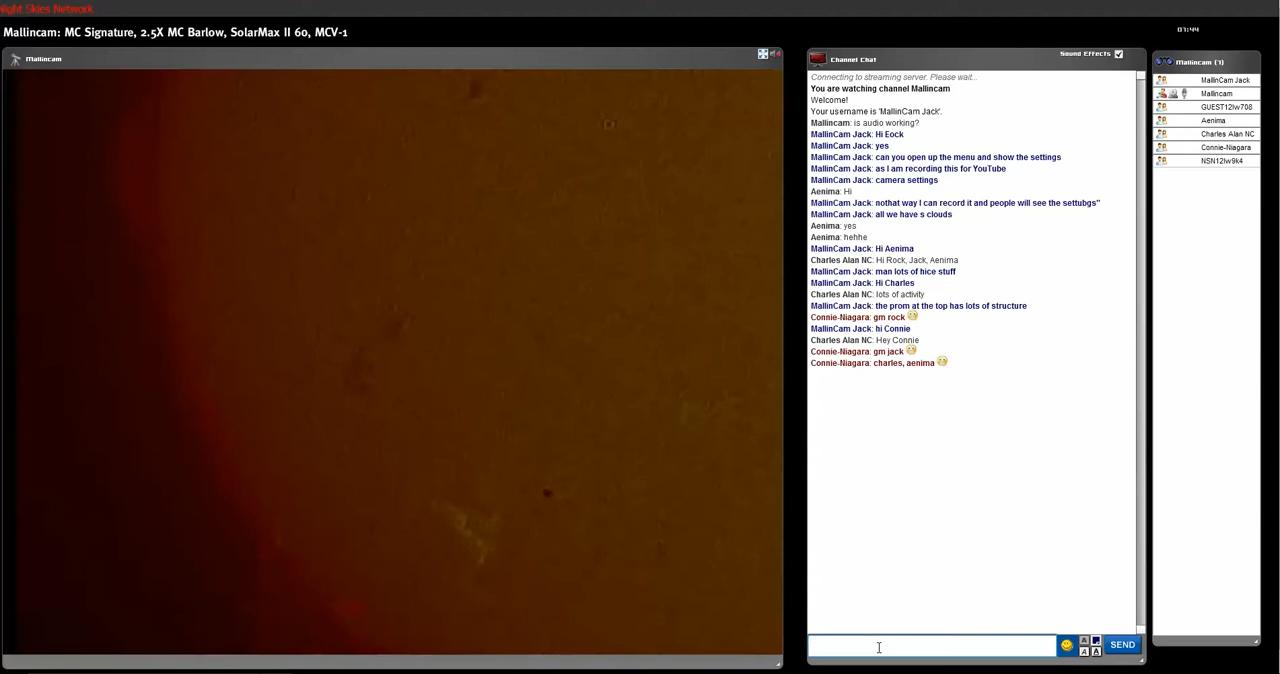 Night Skies Network
Mallincam: MC Signature, 2.5X MC Barlow, SolarMax II 60, MCV-1
07:44
Mallincam
Channel Chat
Sound Effects
Connecting to streaming server. Please wait...
You are watching channel Mallincam
Welcome!
Your username is 'MallinCam Jack'.
Mallincam: is audio working?
MallinCam Jack: Hi Eock
MallinCam Jack: yes
MallinCam Jack: can you open up the menu and show the settings
MallinCam Jack: as I am recording this for YouTube
MallinCam Jack: camera settings
Aenima: Hi
MallinCam Jack: nothat way I can record it and people will see the settubgs"
MallinCam Jack: all we have s clouds
Aenima: yes
Aenima: hehhe
MallinCam Jack: Hi Aenima
Charles Alan NC: Hi Rock, Jack, Aenima
MallinCam Jack: man lots of hice stuff
MallinCam Jack: Hi Charles
Charles Alan NC: lots of activity
MallinCam Jack: the prom at the top has lots of structure
Connie-Niagara: gm rock
MallinCam Jack: hi Connie
Charles Alan NC: Hey Connie
Connie-Niagara: gm jack
Connie-Niagara: charles, aenima
SEND
Mallincam (7)
MallinCam Jack
Mallincam
GUEST12lw708
Aenima
Charles Alan NC
Connie-Niagara
NSN12lw9k4